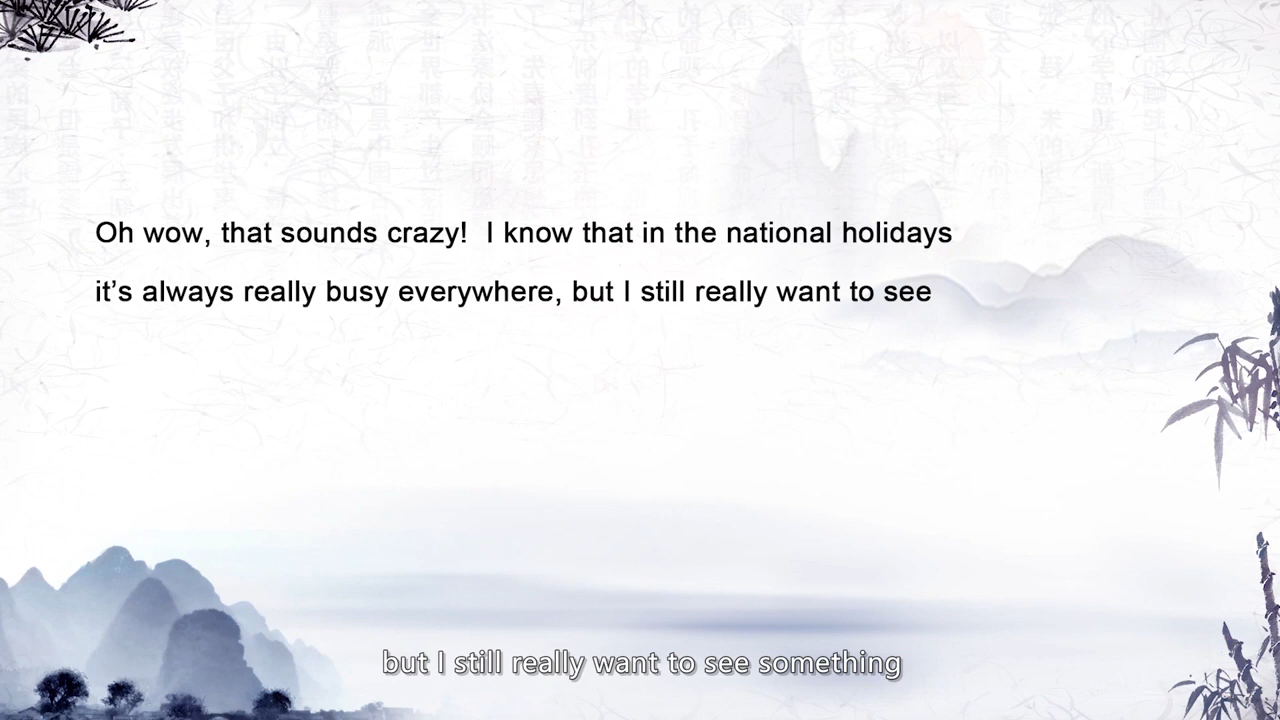 Oh wow, that sounds crazy!  I know that in the national holidays
it’s always really busy everywhere, but I still really want to see
but I still really want to see something